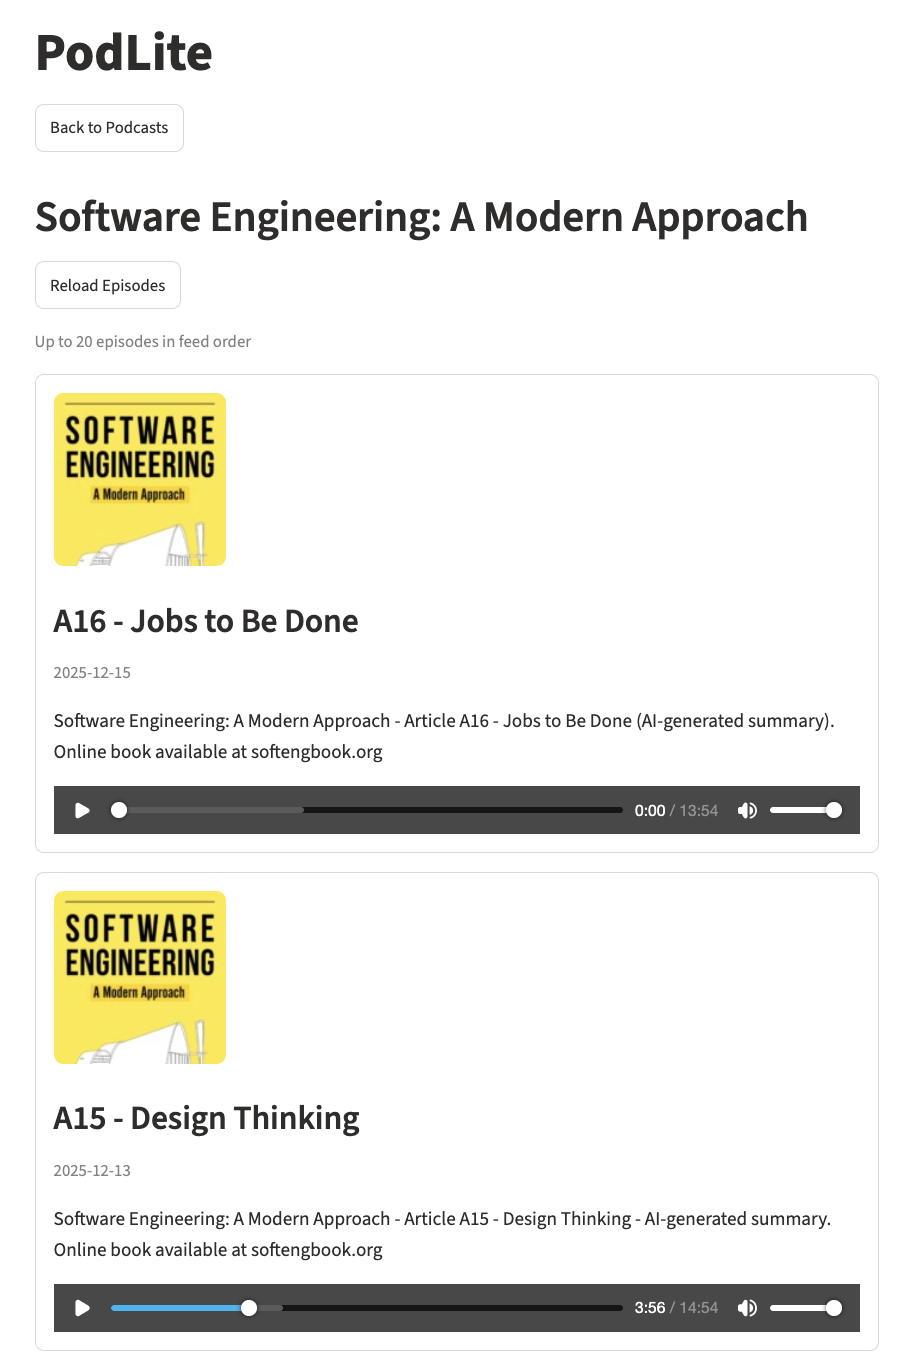 PodLite
Back to Podcasts
Software Engineering: A Modern Approach
Reload Episodes
Up to 20 episodes in feed order
SOFTWARE
ENGINEERING
A Modern Approach
A16 - Jobs to Be Done
2025-12-15
Software Engineering: A Modern Approach - Article A16 - Jobs to Be Done (AI-generated summary).
Online book available at softengbook.org
0:00 / 13:54
SOFTWARE
ENGINEERING
A Modern Approach
A15 - Design Thinking
2025-12-13
Software Engineering: A Modern Approach - Article A15 - Design Thinking - AI-generated summary.
Online book available at softengbook.org
3:56 / 14:54